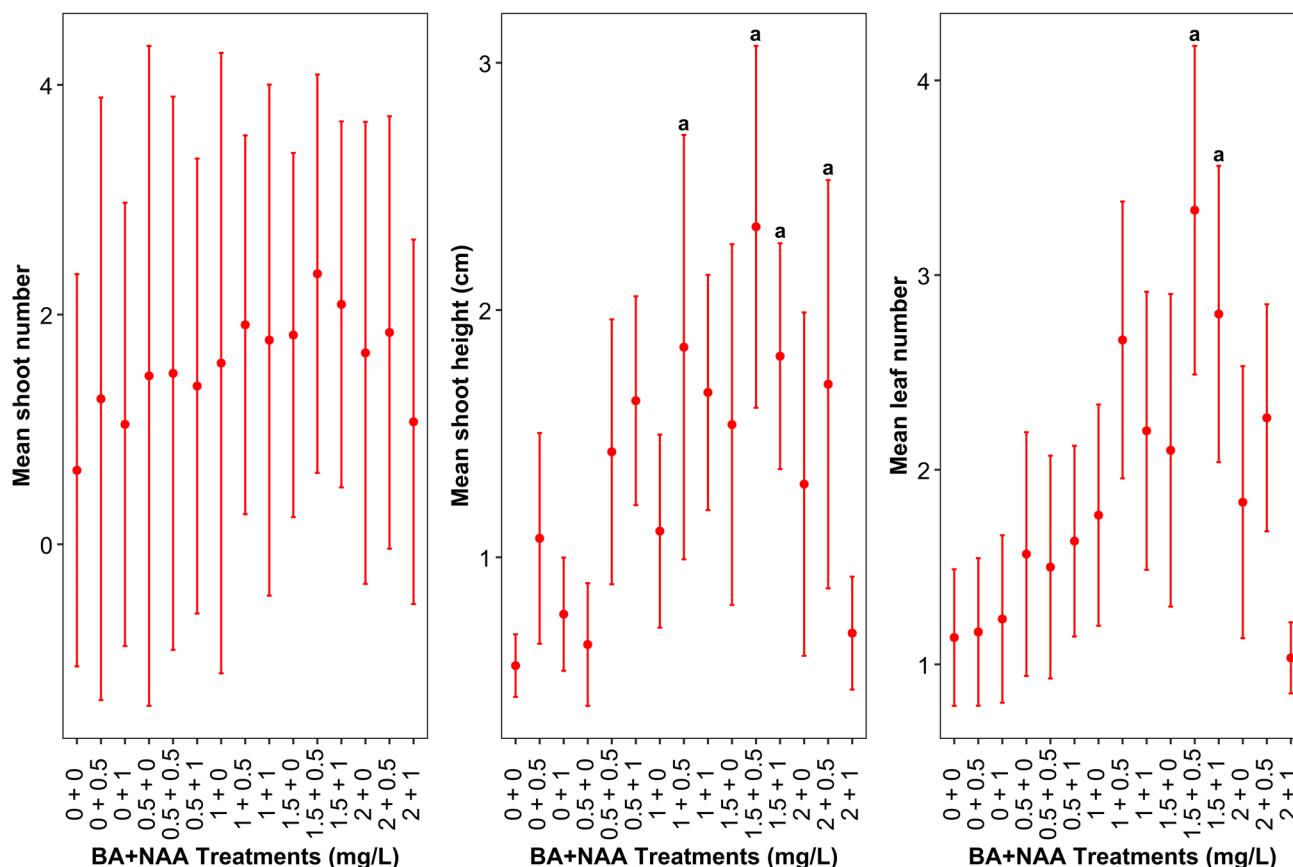 Mean shoot number
4
2
0
0 + 0
0 + 0.5
0 + 1
0.5 + 0
0.5 + 0.5
0.5 + 1
1 + 0
1 + 0.5
1 + 1
1.5 + 0
1.5 + 0.5
1.5 + 1
2 + 0
2 + 0.5
2 + 1
BA+NAA Treatments (mg/L)
Mean shoot height (cm)
3
2
1
a
a
a
a
0 + 0
0 + 0.5
0 + 1
0.5 + 0
0.5 + 0.5
0.5 + 1
1 + 0
1 + 0.5
1 + 1
1.5 + 0
1.5 + 0.5
1.5 + 1
2 + 0
2 + 0.5
2 + 1
BA+NAA Treatments (mg/L)
Mean leaf number
4
3
2
1
a
a
0 + 0
0 + 0.5
0 + 1
0.5 + 0
0.5 + 0.5
0.5 + 1
1 + 0
1 + 0.5
1 + 1
1.5 + 0
1.5 + 0.5
1.5 + 1
2 + 0
2 + 0.5
2 + 1
BA+NAA Treatments (mg/L)